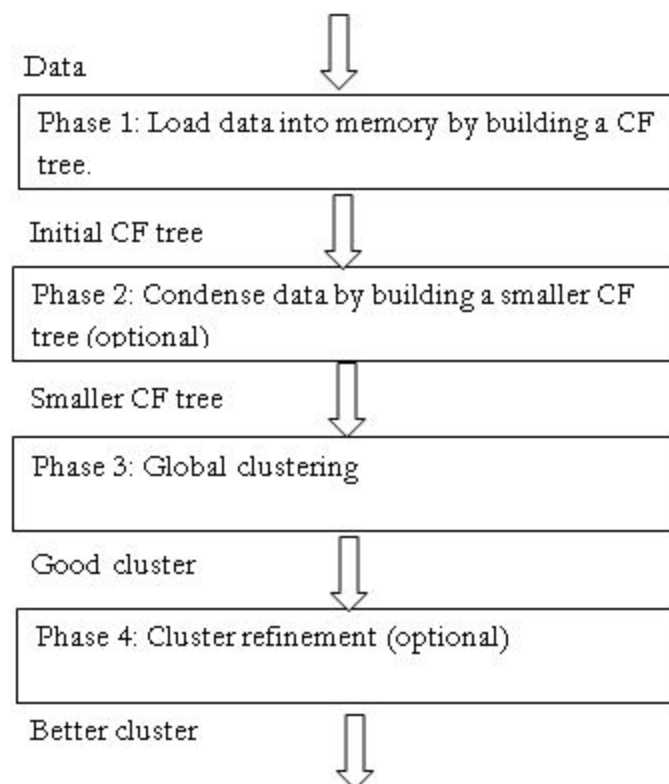 Data
Phase 1: Load data into memory by building a CF
tree.
Initial CF tree
Phase 2: Condense data by building a smaller CF
tree (optional)
Smaller CF tree
Phase 3: Global clustering
Good cluster
Phase 4: Cluster refinement (optional)
Better cluster